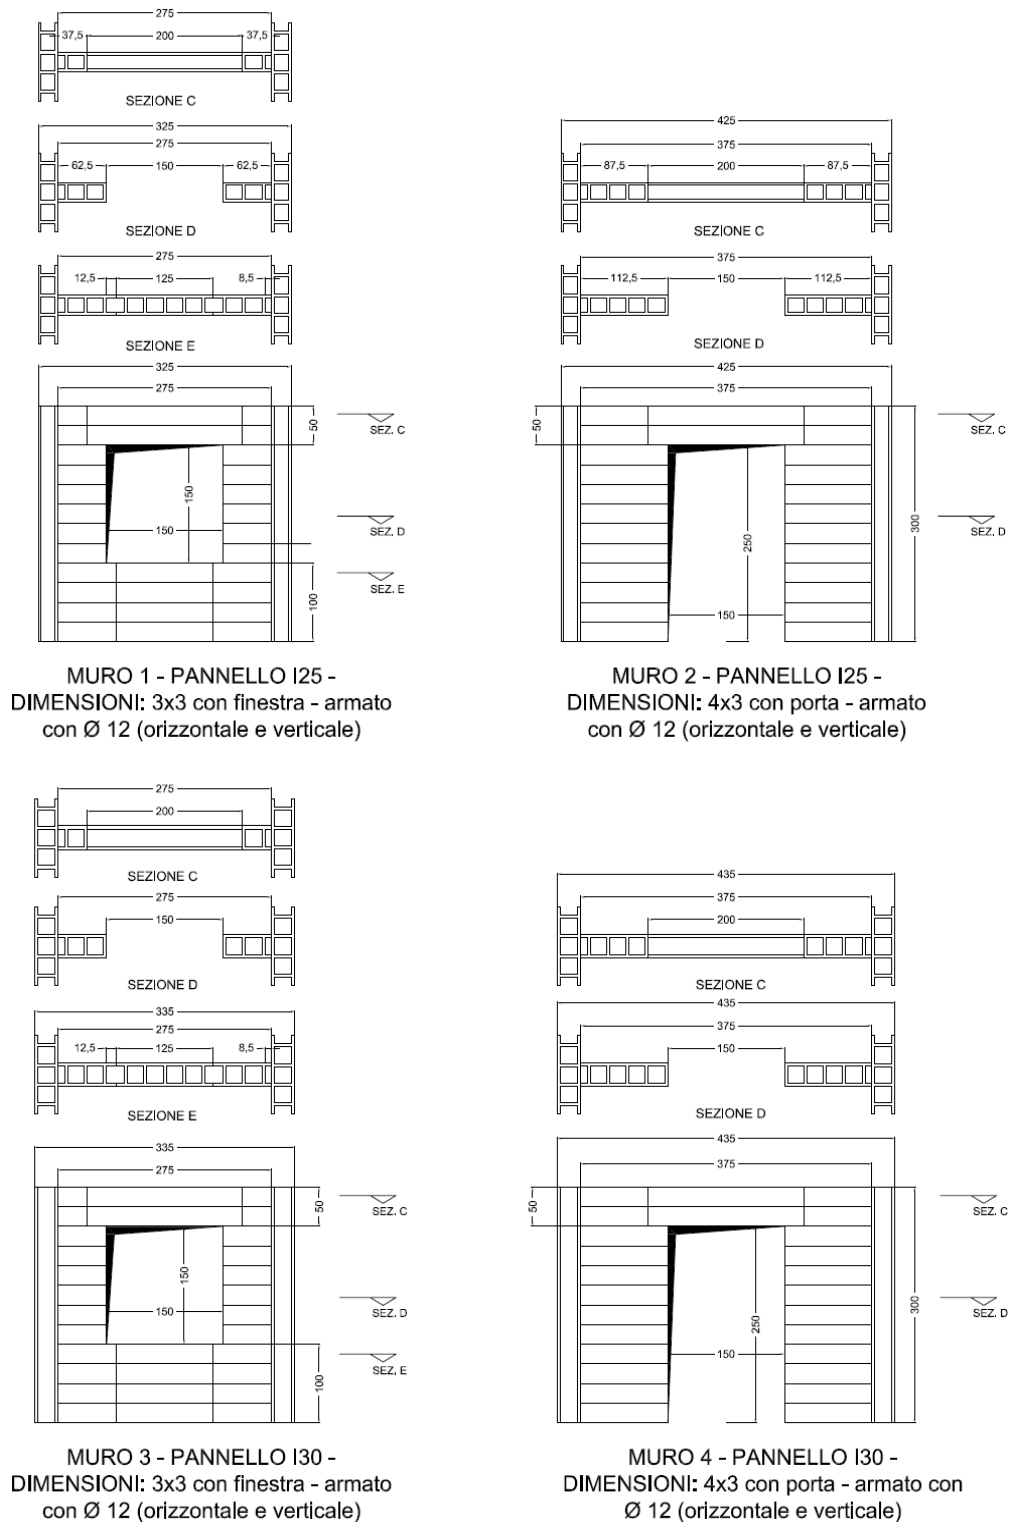 275
37,5 200 37,5
SEZIONE C
325
275
62,5 150 62,5
SEZIONE D
275
12,5 125 8,5
SEZIONE E
325
275
50
SEZ. C
150
150
SEZ. D
SEZ. E
100
MURO 1 - PANNELLO I25 -
DIMENSIONI: 3x3 con finestra - armato
con Ø 12 (orizzontale e verticale)
425
375
87,5 200 87,5
SEZIONE C
375
112,5 150 112,5
SEZIONE D
425
375
50
SEZ. C
250
300
SEZ. D
150
MURO 2 - PANNELLO I25 -
DIMENSIONI: 4x3 con porta - armato
con Ø 12 (orizzontale e verticale)
275
200
SEZIONE C
275
150
SEZIONE D
335
275
12,5 125 8,5
SEZIONE E
335
275
50
SEZ. C
150
150
SEZ. D
SEZ. E
100
MURO 3 - PANNELLO I30 -
DIMENSIONI: 3x3 con finestra - armato
con Ø 12 (orizzontale e verticale)
435
375
200
SEZIONE C
435
375
150
SEZIONE D
435
375
50
SEZ. C
300
SEZ. D
250
150
MURO 4 - PANNELLO I30 -
DIMENSIONI: 4x3 con porta - armato con
Ø 12 (orizzontale e verticale)